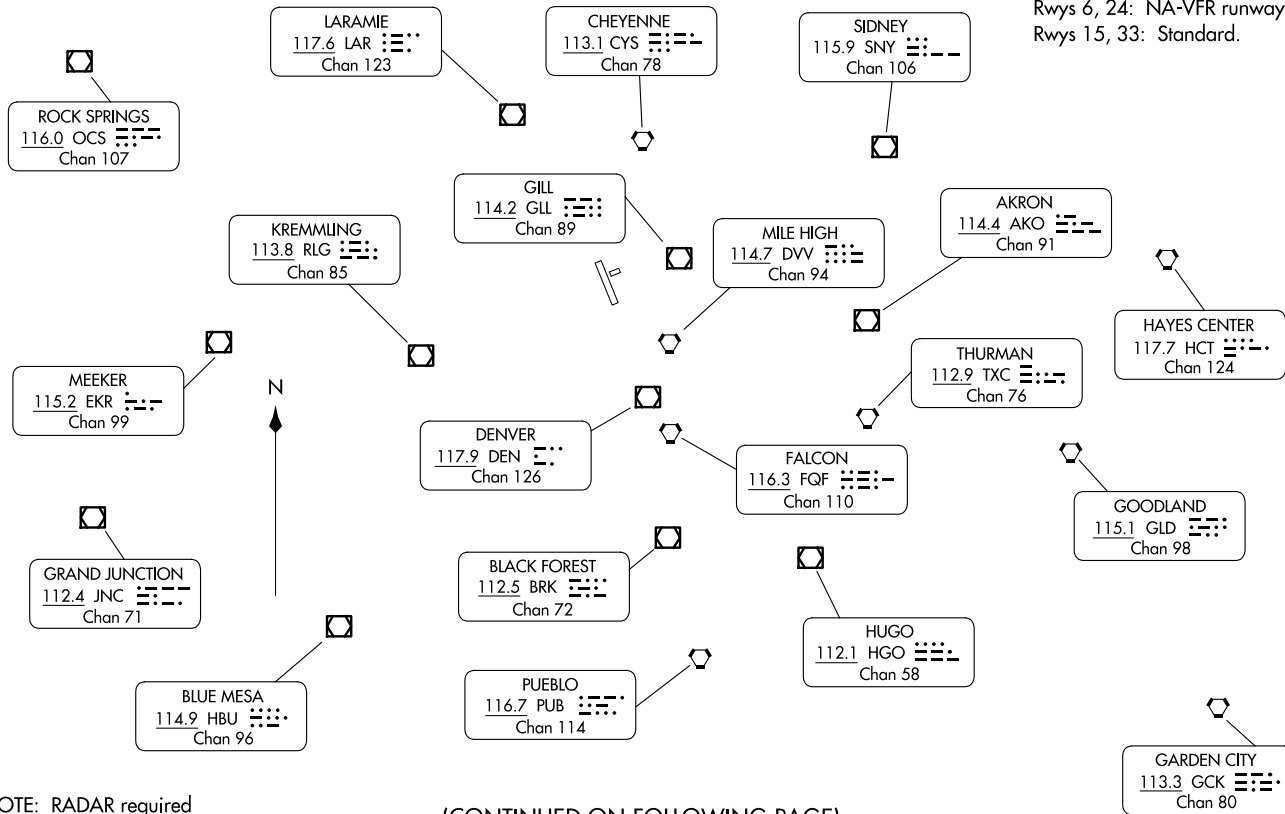 Rwys 6, 24: NA-VFR runway
Rwys 15, 33: Standard.
LARAMIE
117.6 LAR
Chan 123
CHEYENNE
113.1 CYS
Chan 78
SIDNEY
115.9 SNY
Chan 106
ROCK SPRINGS
116.0 OCS
Chan 107
GILL
114.2 GLL
Chan 89
AKRON
114.4 AKO
Chan 91
KREMMLING
113.8 RLG
Chan 85
MILE HIGH
114.7 DVV
Chan 94
HAYES CENTER
117.7 HCT
Chan 124
THURMAN
112.9 TXC
Chan 76
MEEKER
115.2 EKR
Chan 99
N
DENVER
117.9 DEN
Chan 126
FALCON
116.3 FQF
Chan 110
GOODLAND
115.1 GLD
Chan 98
GRAND JUNCTION
112.4 JNC
Chan 71
BLACK FOREST
112.5 BRK
Chan 72
HUGO
112.1 HGO
Chan 58
BLUE MESA
114.9 HBU
Chan 96
PUEBLO
116.7 PUB
Chan 114
GARDEN CITY
113.3 GCK
Chan 80
OTE: RADAR required
(CONTINUED ON FOLLOWING PAGE)